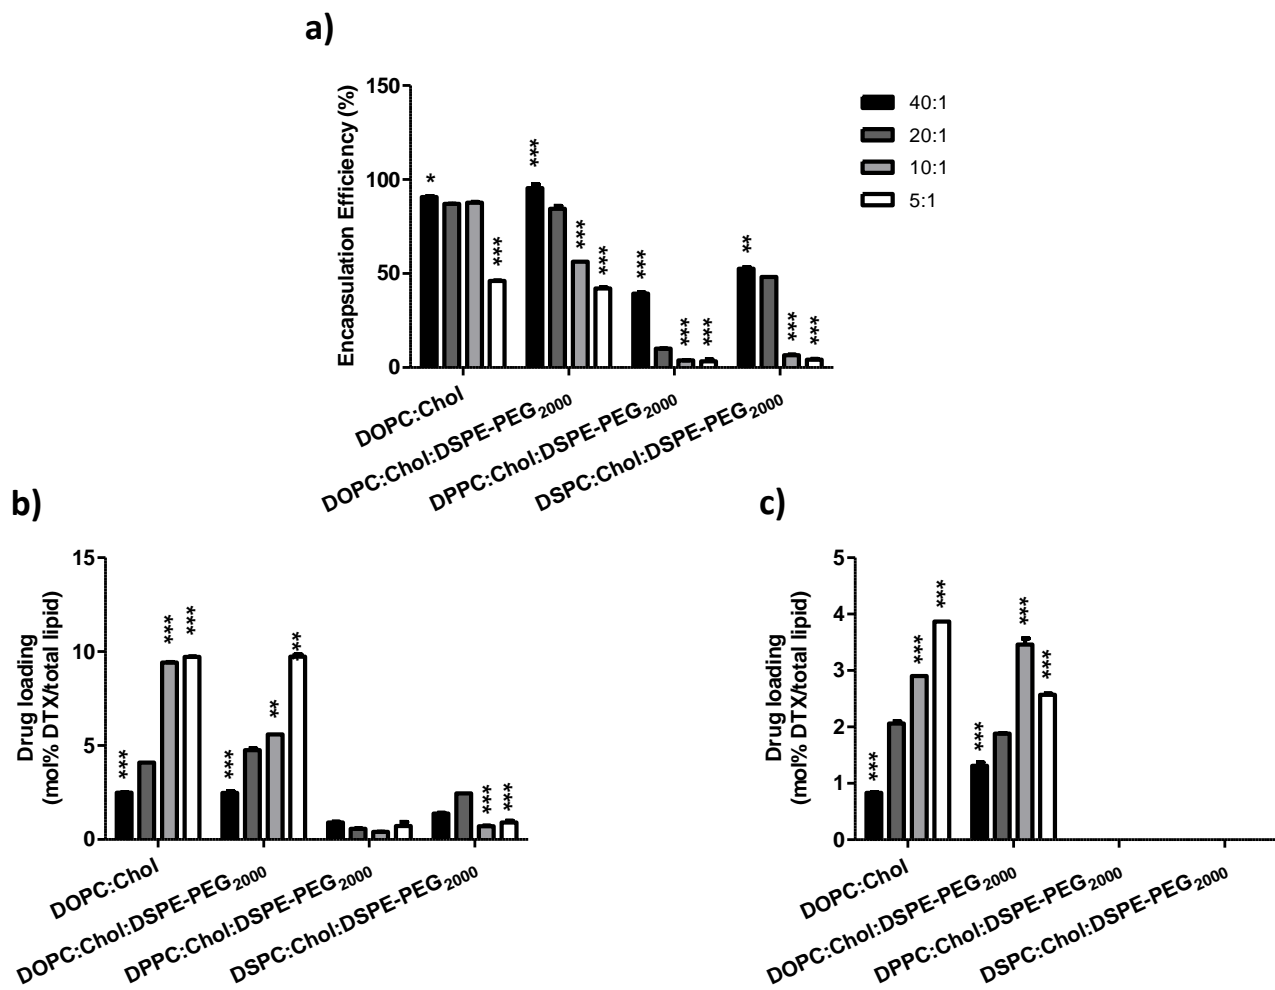 a)
Encapsulation Efficiency (%)
150
100
50
0
*
***
***
***
***
***
***
***
**
***
***
DOPC:Chol
DOPC:Chol:DSPE-PEG2000
DPPC:Chol:DSPE-PEG2000
DSPC:Chol:DSPE-PEG2000
40:1
20:1
10:1
5:1
b)
Drug loading
(mol% DTX/total lipid)
15
10
5
0
***
***
***
***
**
**
***
***
DOPC:Chol
DOPC:Chol:DSPE-PEG2000
DPPC:Chol:DSPE-PEG2000
DSPC:Chol:DSPE-PEG2000
c)
Drug loading
(mol% DTX/total lipid)
5
4
3
2
1
0
***
***
***
***
***
***
DOPC:Chol
DOPC:Chol:DSPE-PEG2000
DPPC:Chol:DSPE-PEG2000
DSPC:Chol:DSPE-PEG2000